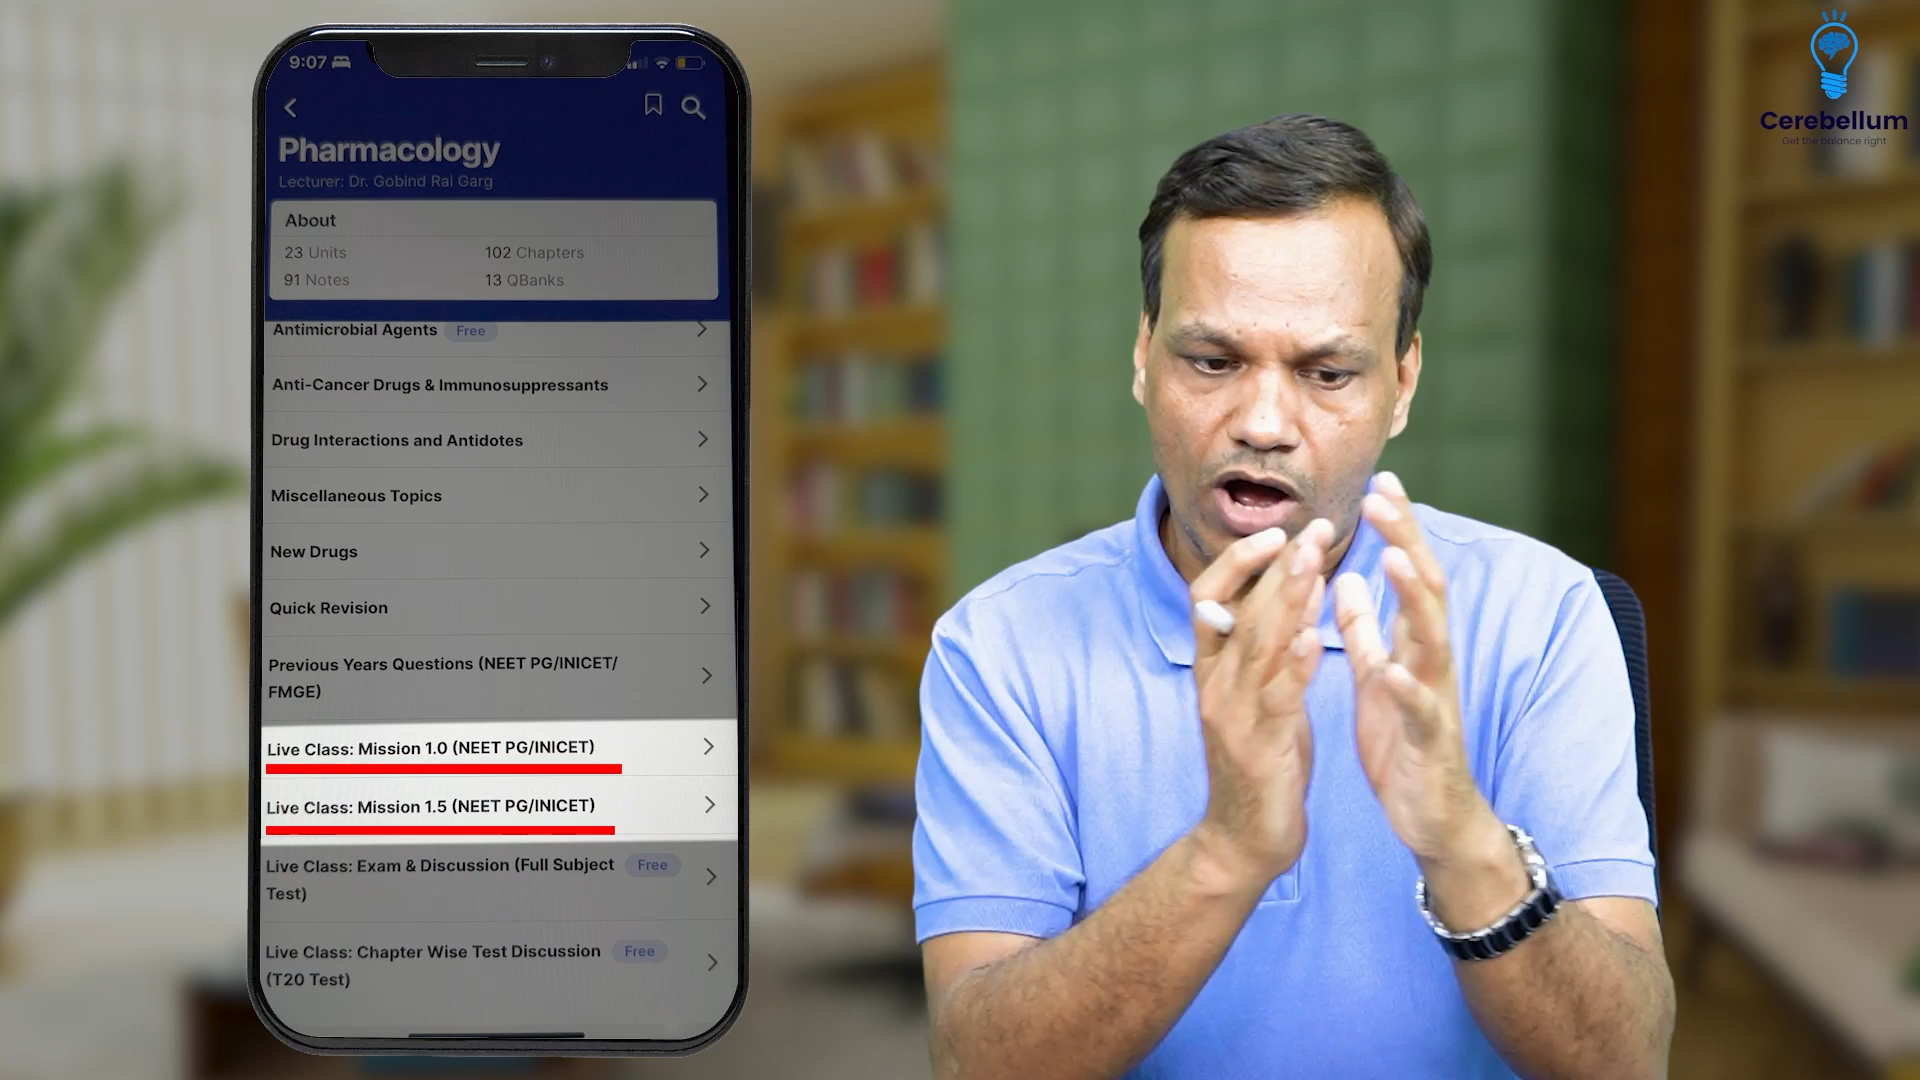 9:07
Pharmacology
Lecturer: Dr. Gobind Rai Garg
About
23 Units
102 Chapters
91 Notes
13 QBanks
Antimicrobial Agents Free
Anti-Cancer Drugs & Immunosuppressants
Drug Interactions and Antidotes
Miscellaneous Topics
New Drugs
Quick Revision
Previous Years Questions (NEET PG/INICET/
FMGE)
Live Class: Mission 1.0 (NEET PG/INICET)
Live Class: Mission 1.5 (NEET PG/INICET)
Live Class: Exam & Discussion (Full Subject Free
Test)
Live Class: Chapter Wise Test Discussion Free
(T20 Test)
Cerebellum
Get the balance right